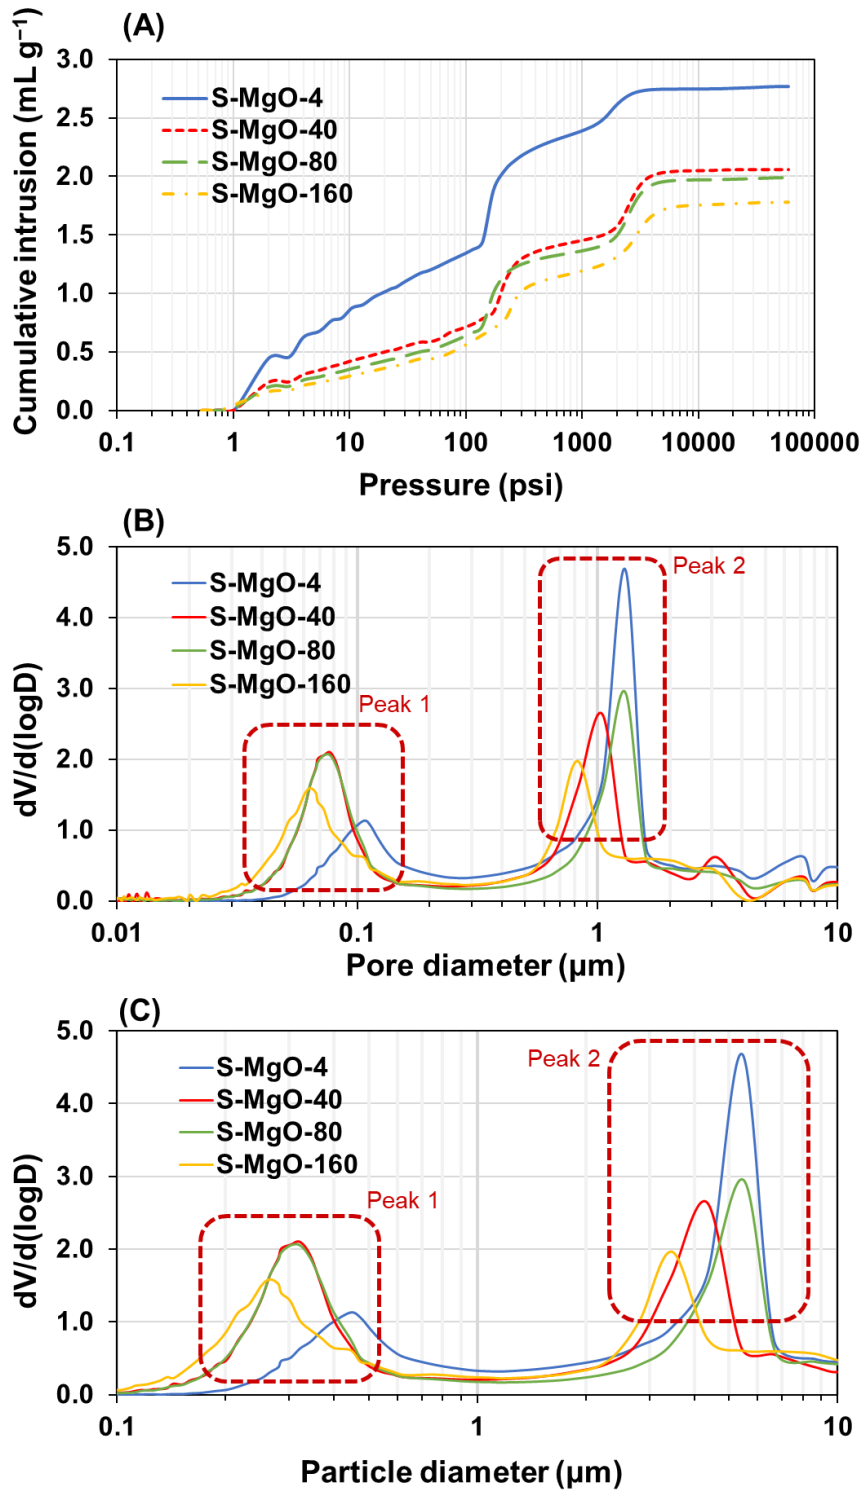 (A)
Cumulative intrusion (mL g⁻¹)
3.0
2.5
2.0
1.5
1.0
0.5
0.0
S-MgO-4
S-MgO-40
S-MgO-80
S-MgO-160
0.1 1 10 100 1000 10000 100000
Pressure (psi)
(B)
dV/d(logD)
5.0
4.0
3.0
2.0
1.0
0.0
S-MgO-4
S-MgO-40
S-MgO-80
S-MgO-160
Peak 1
Peak 2
0.01 0.1 1 10
Pore diameter (μm)
(C)
dV/d(logD)
5.0
4.0
3.0
2.0
1.0
0.0
S-MgO-4
S-MgO-40
S-MgO-80
S-MgO-160
Peak 1
Peak 2
0.1 1 10
Particle diameter (μm)